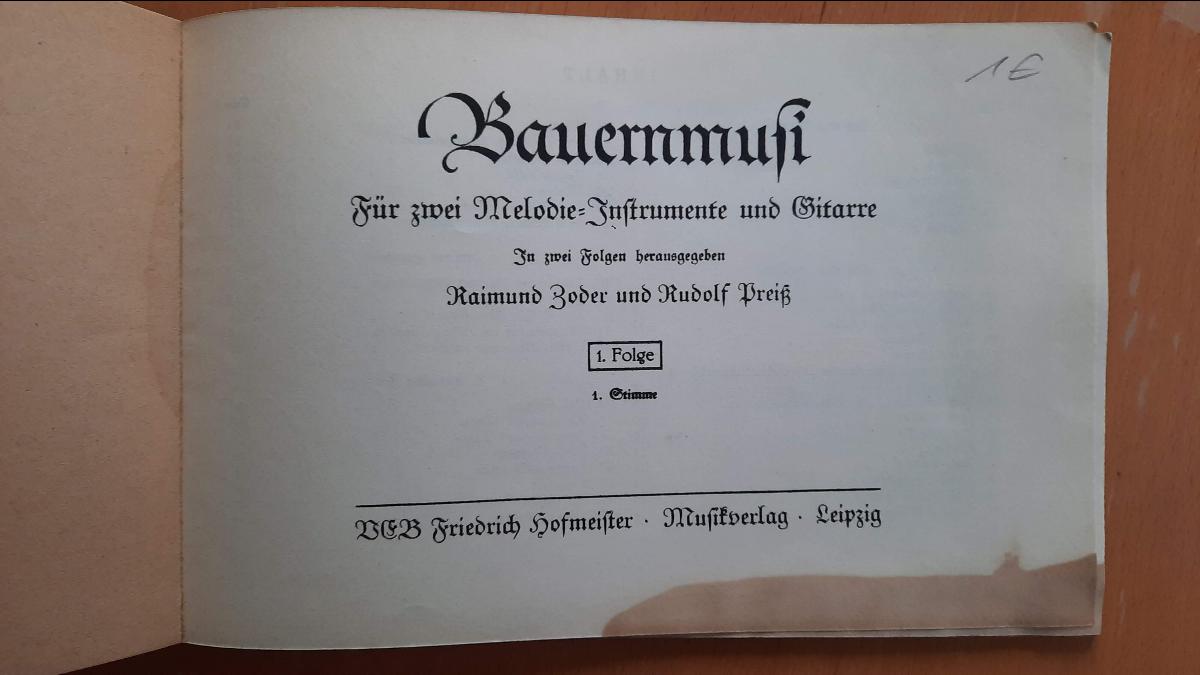 1€
Bauernmusi
Für zwei Melodie=Instrumente und Gitarre
In zwei Folgen herausgegeben
Raimund Zoder und Rudolf Preiß
1. Folge
1. Stimme
VEB Friedrich Hofmeister · Musikverlag · Leipzig